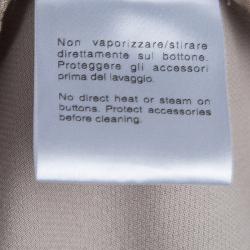 Non vaporizzare/stirare
direttamente sul bottone.
Proteggere gli accessori
prima del lavaggio.
No direct heat or steam on
buttons. Protect accessories
before cleaning.